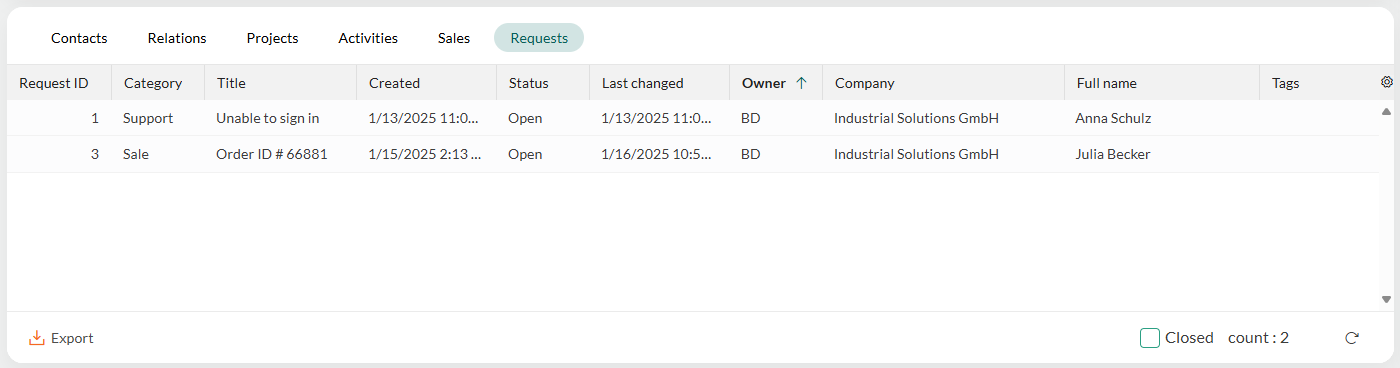 Contacts Relations Projects Activities Sales Requests
Request ID Category Title Created Status Last changed Owner Company Full name Tags
1 Support Unable to sign in 1/13/2025 11:0... Open 1/13/2025 11:0... BD Industrial Solutions GmbH Anna Schulz
3 Sale Order ID # 66881 1/15/2025 2:13 ... Open 1/16/2025 10:5... BD Industrial Solutions GmbH Julia Becker
Export Closed count : 2